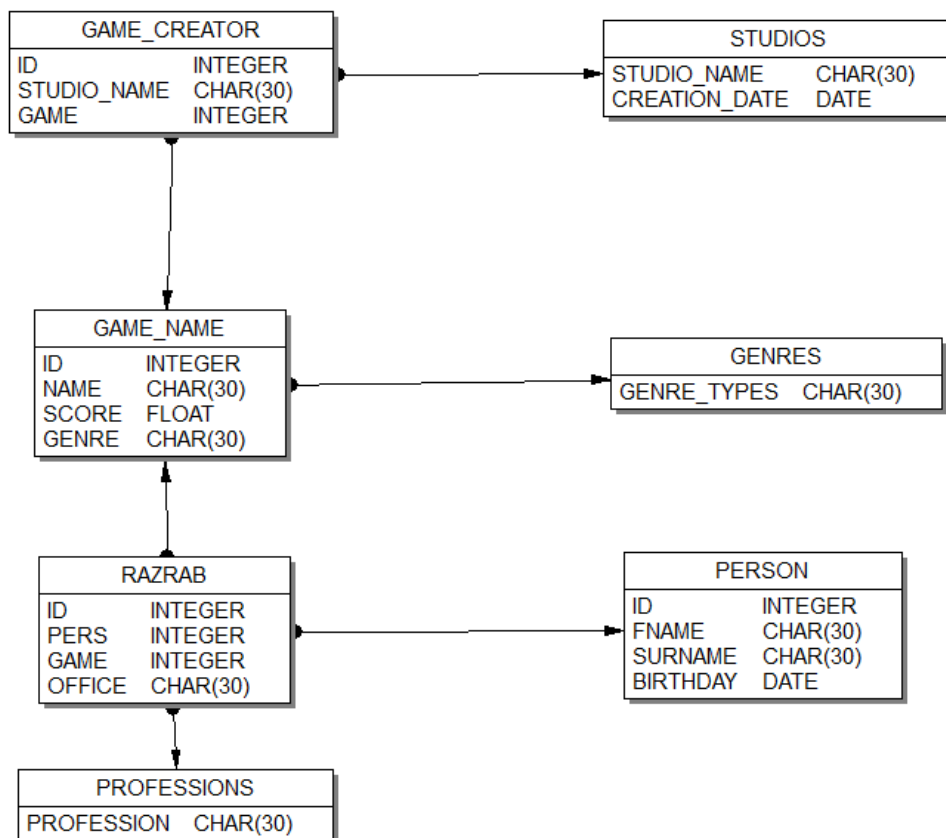 GAME_CREATOR
ID INTEGER
STUDIO_NAME CHAR(30)
GAME INTEGER
STUDIOS
STUDIO_NAME CHAR(30)
CREATION_DATE DATE
GAME_NAME
ID INTEGER
NAME CHAR(30)
SCORE FLOAT
GENRE CHAR(30)
GENRES
GENRE_TYPES CHAR(30)
RAZRAB
ID INTEGER
PERS INTEGER
GAME INTEGER
OFFICE CHAR(30)
PERSON
ID INTEGER
FNAME CHAR(30)
SURNAME CHAR(30)
BIRTHDAY DATE
PROFESSIONS
PROFESSION CHAR(30)